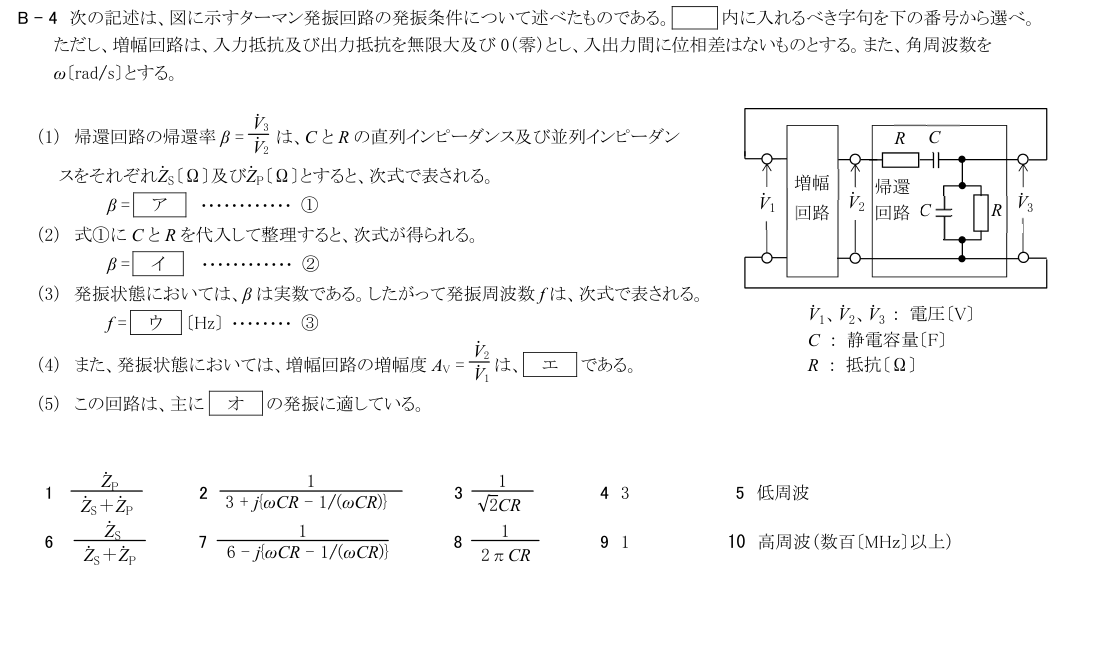 B－4 次の記述は、図に示すターマン発振回路の発振条件について述べたものである。□内に入れるべき字句を下の番号から選べ。
ただし、増幅回路は、入力抵抗及び出力抵抗を無限大及び 0（零）とし、入出力間に位相差はないものとする。また、角周波数を
ω〔rad/s〕とする。
(1) 帰還回路の帰還率 β = V̇3/V̇2 は、C と R の直列インピーダンス及び並列インピーダン
スをそれぞれŻS〔Ω〕及びŻP〔Ω〕とすると、次式で表される。
β = ア ………… ①
(2) 式①に C と R を代入して整理すると、次式が得られる。
β = イ ………… ②
(3) 発振状態においては、β は実数である。したがって発振周波数 f は、次式で表される。
f = ウ 〔Hz〕 ……… ③
(4) また、発振状態においては、増幅回路の増幅度 AV = V̇2/V̇1 は、エ である。
(5) この回路は、主に オ の発振に適している。
R C
増幅
回路
帰還
回路
C R
V̇1 V̇2 V̇3
V̇1、V̇2、V̇3 : 電圧〔V〕
C : 静電容量〔F〕
R : 抵抗〔Ω〕
1 ŻP/(ŻS＋ŻP) 2 1/(3 + j{ωCR − 1/(ωCR)}) 3 1/(√2CR) 4 3 5 低周波
6 ŻS/(ŻS＋ŻP) 7 1/(6 − j{ωCR − 1/(ωCR)}) 8 1/(2πCR) 9 1 10 高周波（数百〔MHz〕以上）